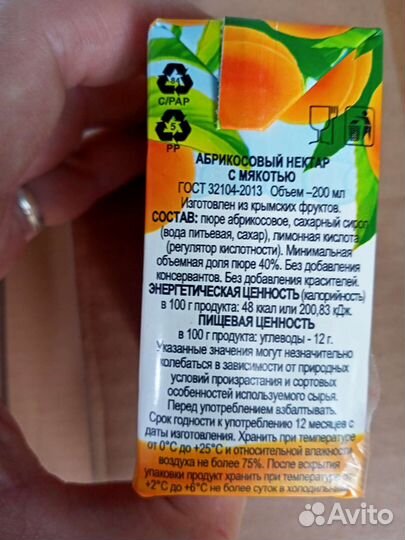 84
C/PAP
5
PP
АБРИКОСОВЫЙ НЕКТАР
С МЯКОТЬЮ
ГОСТ 32104-2013 Объем –200 мл
Изготовлен из крымских фруктов.
СОСТАВ: пюре абрикосовое, сахарный сироп
(вода питьевая, сахар), лимонная кислота
(регулятор кислотности). Минимальная
объемная доля пюре 40%. Без добавления
консервантов. Без добавления красителей.
ЭНЕРГЕТИЧЕСКАЯ ЦЕННОСТЬ (калорийность)
в 100 г продукта: 48 ккал или 200,83 кДж.
ПИЩЕВАЯ ЦЕННОСТЬ
в 100 г продукта: углеводы - 12 г.
Указанные значения могут незначительно
колебаться в зависимости от природных
условий произрастания и сортовых
особенностей используемого сырья.
Перед употреблением взбалтывать.
Срок годности к употреблению 12 месяцев с
даты изготовления. Хранить при температуре
от 0°С до +25°С и относительной влажности
воздуха не более 75%. После вскрытия
упаковки продукт хранить при температуре от
+2°С до +6°С не более суток в холодильнике.
Avito